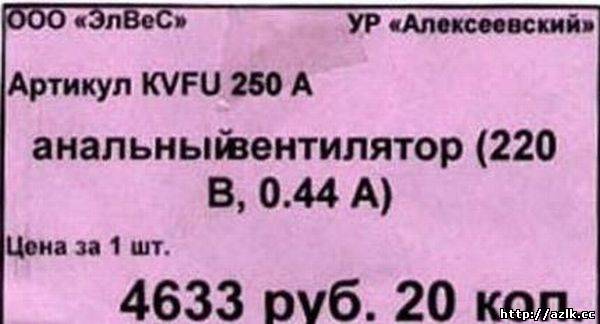 ООО «ЭлВеС» УР «Алексеевский»
Артикул KVFU 250 А
анальныйвентилятор (220
В, 0.44 А)
Цена за 1 шт.
4633 руб. 20 коп.
http://azlk.cc